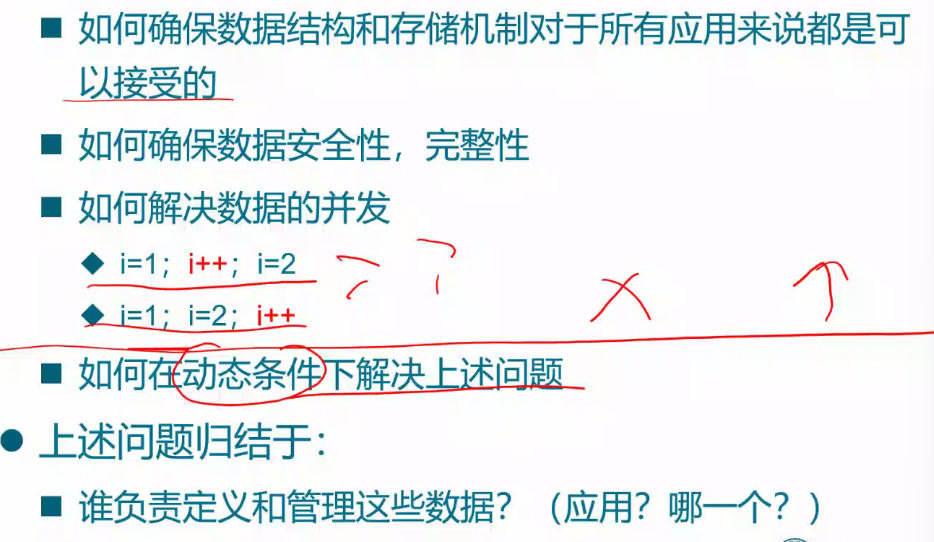 ■ 如何确保数据结构和存储机制对于所有应用来说都是可
以接受的
■ 如何确保数据安全性，完整性
■ 如何解决数据的并发
◆ i=1；i++；i=2
◆ i=1；i=2；i++
■ 如何在动态条件下解决上述问题
● 上述问题归结于：
■ 谁负责定义和管理这些数据？（应用？哪一个？）